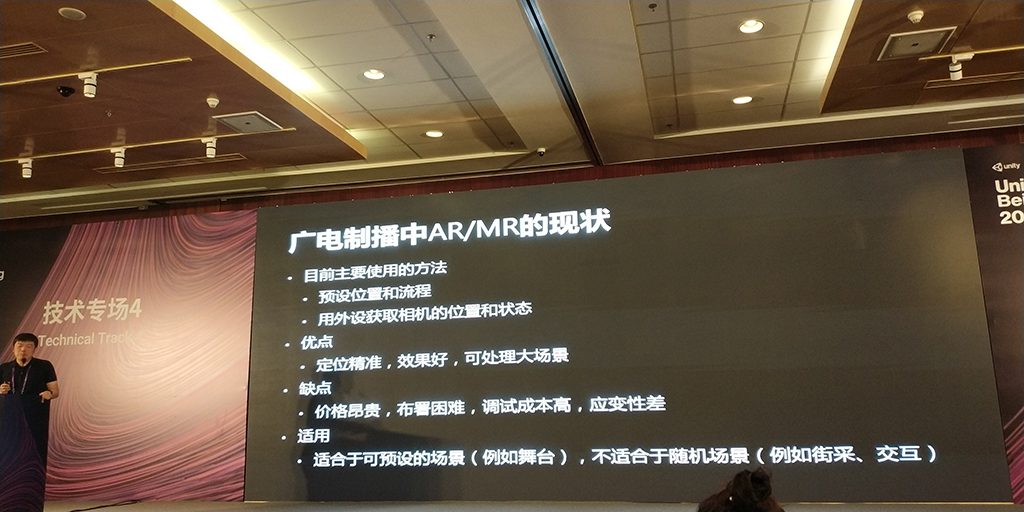 广电制播中AR/MR的现状
• 目前主要使用的方法
• 预设位置和流程
• 用外设获取相机的位置和状态
• 优点
• 定位精准，效果好，可处理大场景
• 缺点
• 价格昂贵，布署困难，调试成本高，应变性差
• 适用
• 适合于可预设的场景（例如舞台），不适合于随机场景（例如街采、交互）
技术专场4
Technical Track
unity
Uni
Bei
20